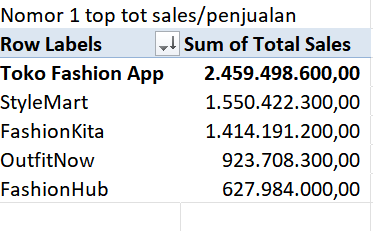 Nomor 1 top tot sales/penjualan
Row Labels Sum of Total Sales
Toko Fashion App 2.459.498.600,00
StyleMart 1.550.422.300,00
FashionKita 1.414.191.200,00
OutfitNow 923.708.300,00
FashionHub 627.984.000,00